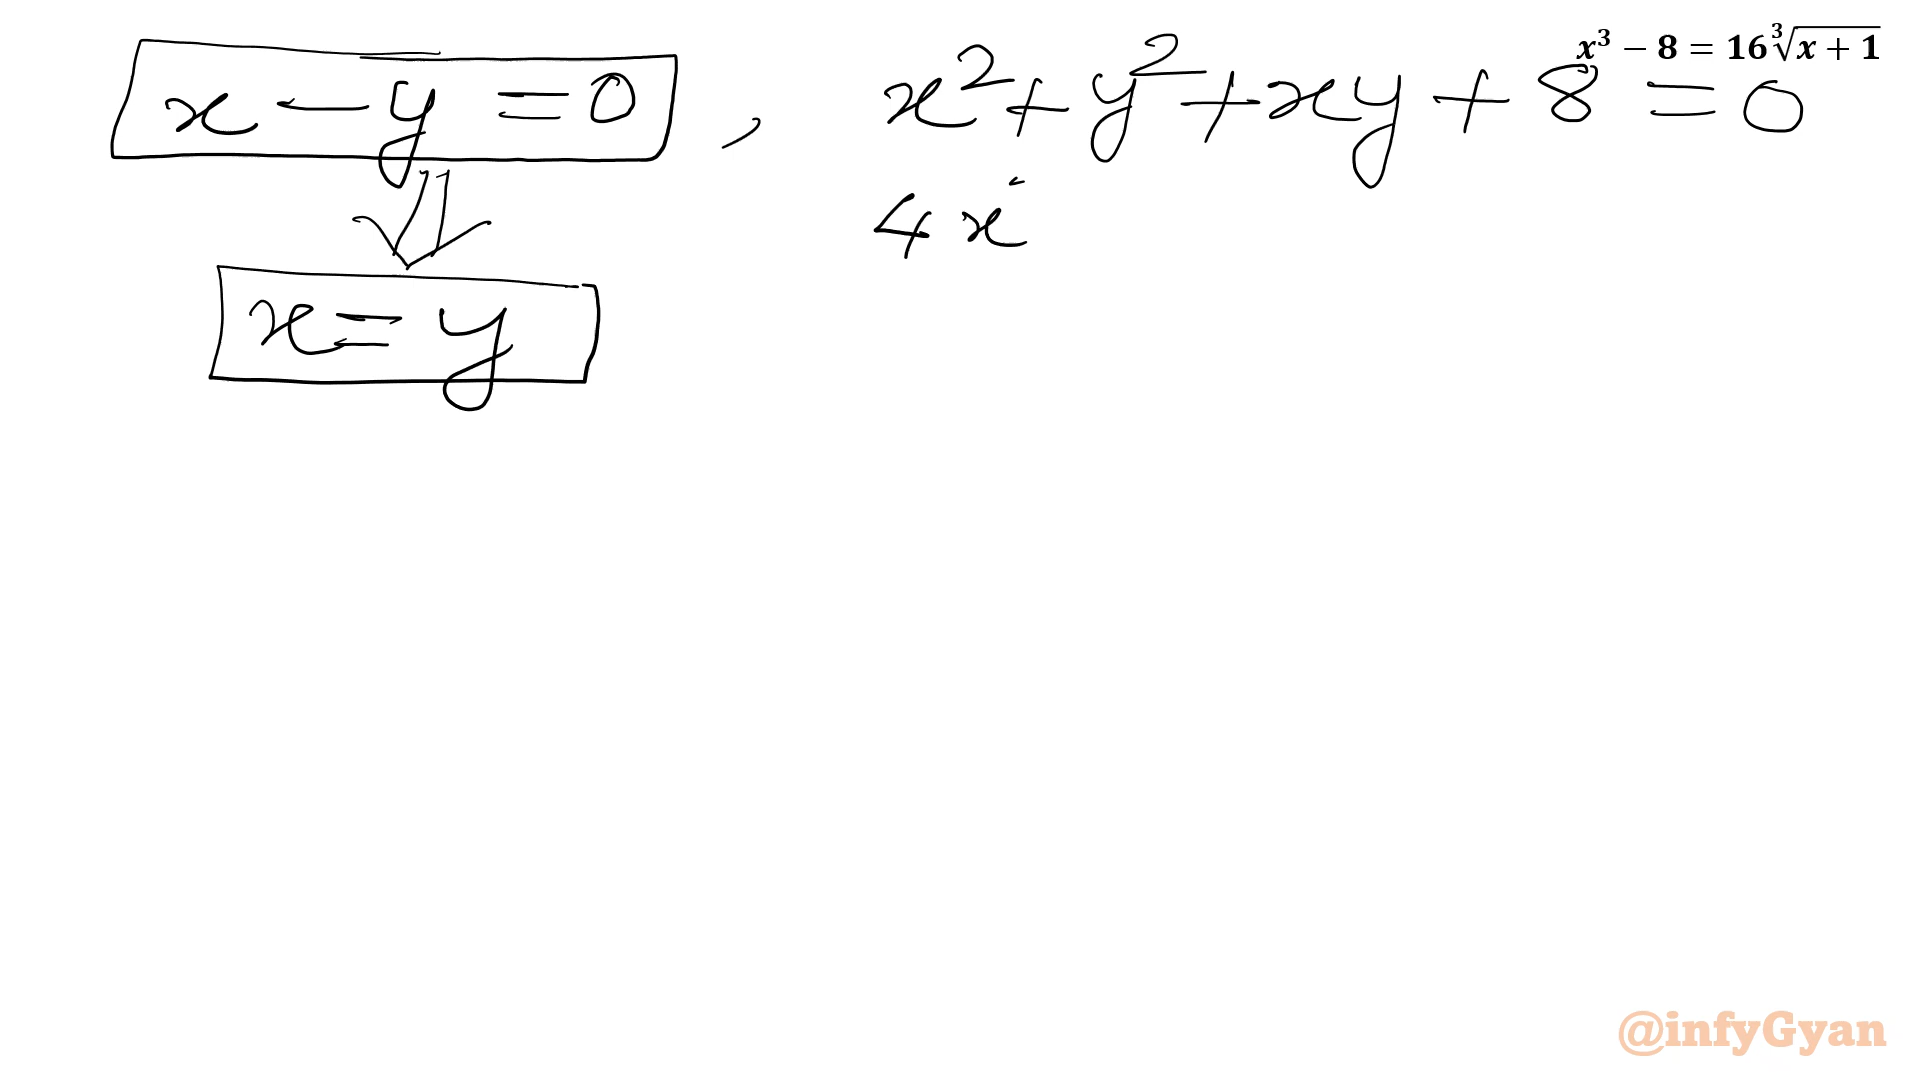 x³ − 8 = 16∛(x + 1)
x − y = 0 , x² + y² + xy + 8 = 0
4x
x = y
@infyGyan